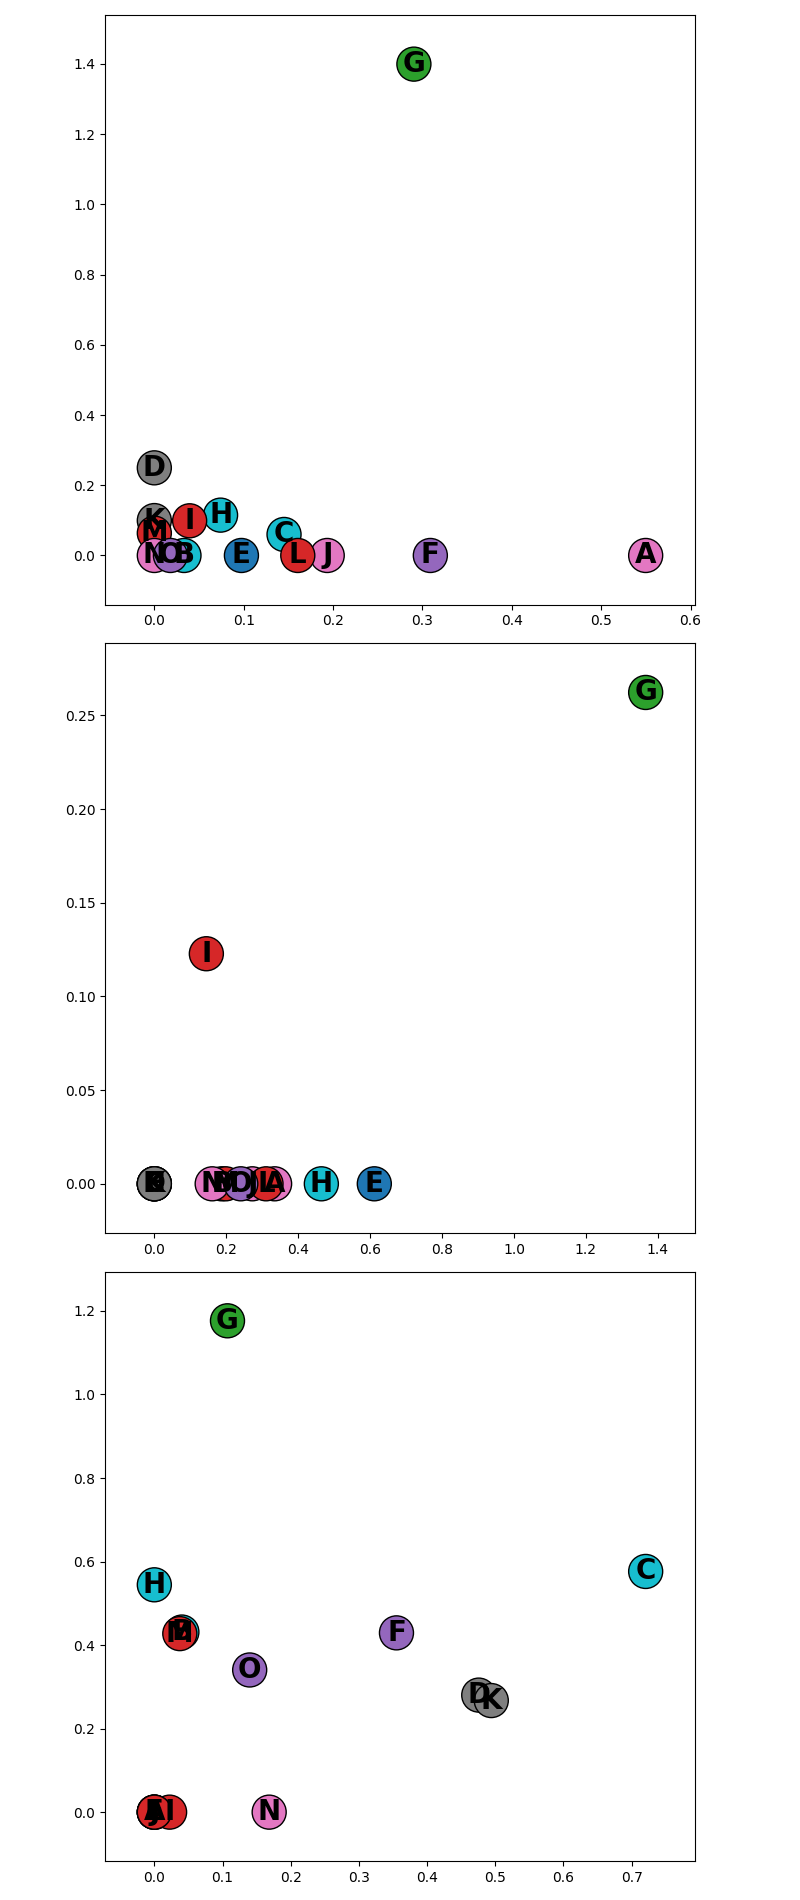 1.4
G
1.2
1.0
0.8
0.6
0.4
D
0.2
K I H
M C
0.0 N O B E L J F A
0.0 0.1 0.2 0.3 0.4 0.5 0.6
G
0.25
0.20
0.15
I
0.10
0.05
0.00 N O J L A H E
0.0 0.2 0.4 0.6 0.8 1.0 1.2 1.4
G
1.2
1.0
0.8
0.6
H C
M F
0.4
O
D K
0.2
0.0 I N
0.0 0.1 0.2 0.3 0.4 0.5 0.6 0.7